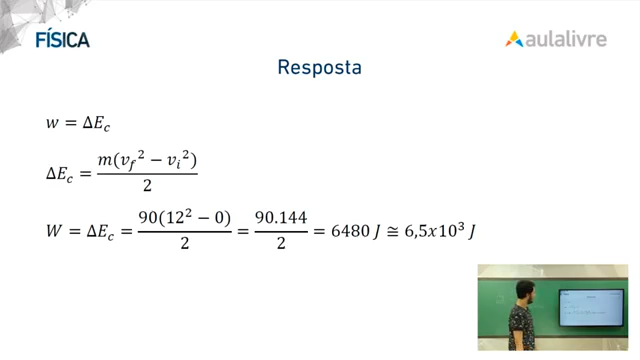 FÍSICA
aulalivre
Resposta
w = ΔE_c
ΔE_c = m(v_f² − v_i²) / 2
W = ΔE_c = 90(12² − 0) / 2 = 90.144 / 2 = 6480 J ≅ 6,5x10³ J